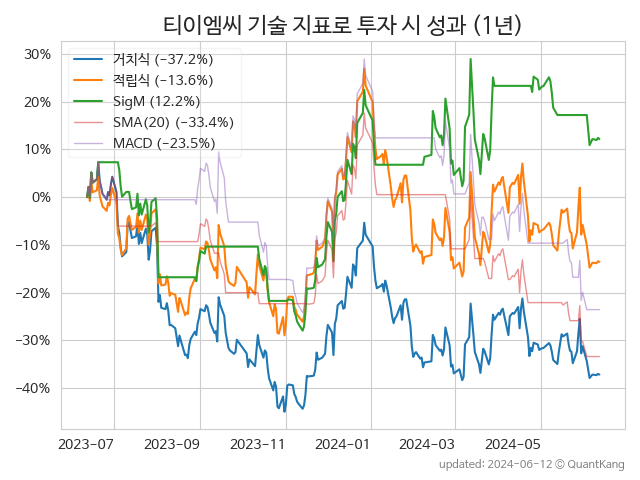 티이엠씨 기술 지표로 투자 시 성과 (1년)
거치식 (−37.2%)
적립식 (−13.6%)
SigM (12.2%)
SMA(20) (−33.4%)
MACD (−23.5%)
30%
20%
10%
0%
−10%
−20%
−30%
−40%
2023-07 2023-09 2023-11 2024-01 2024-03 2024-05
updated: 2024-06-12 © QuantKang